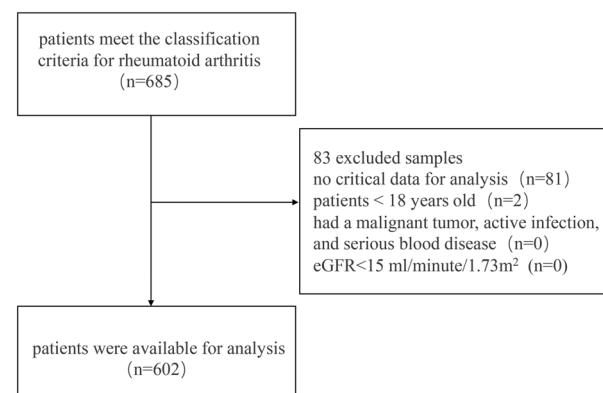 patients meet the classification
criteria for rheumatoid arthritis
（n=685）
83 excluded samples
no critical data for analysis（n=81）
patients < 18 years old（n=2）
had a malignant tumor, active infection,
and serious blood disease（n=0）
eGFR<15 ml/minute/1.73m²（n=0）
patients were available for analysis
（n=602）